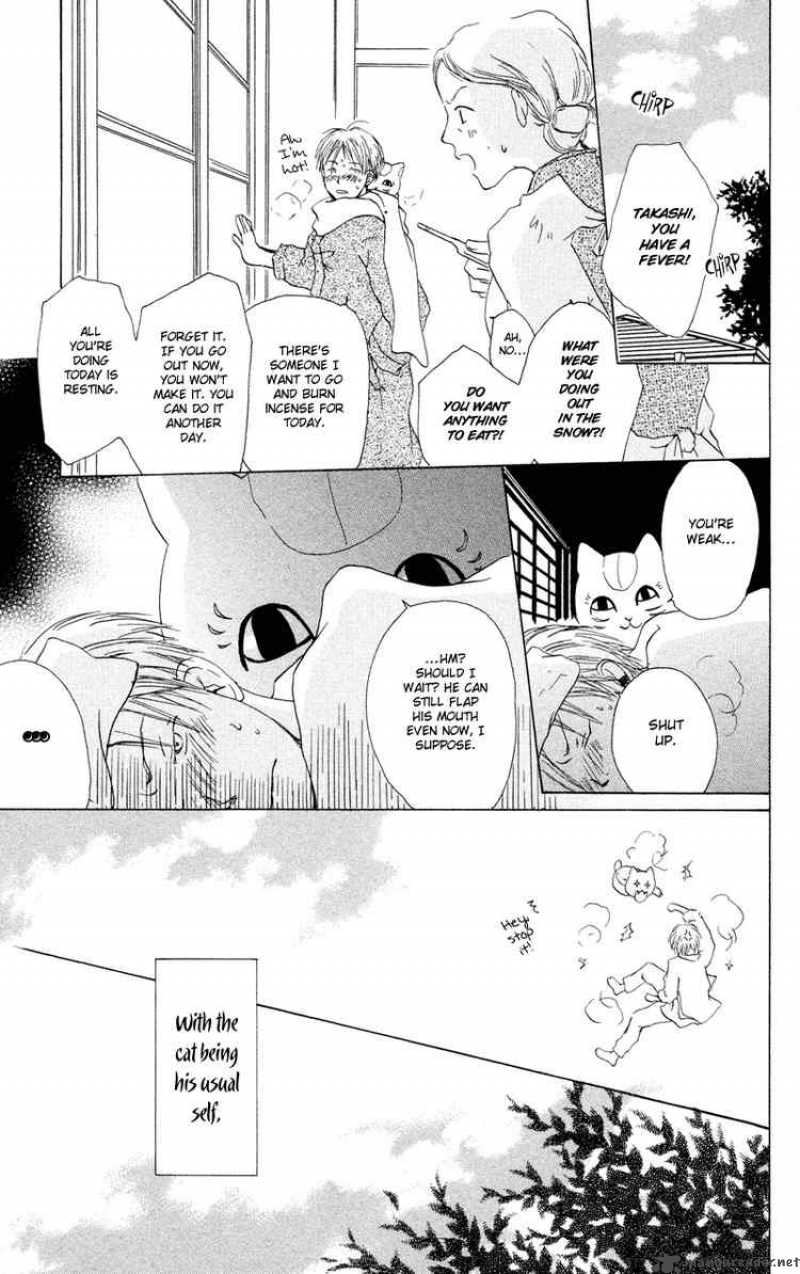 CHIRP
TAKASHI,
YOU
HAVE A
FEVER!
CHIRP
WHAT
WERE
YOU
DOING
OUT
IN THE
SNOW?!
AH,
NO...
DO
YOU WANT
ANYTHING
TO EAT?!
Ah
I'm
hot!
THERE'S
SOMEONE I
WANT TO GO
AND BURN
INCENSE FOR
TODAY.
FORGET IT.
IF YOU GO
OUT NOW,
YOU WON'T
MAKE IT. YOU
CAN DO IT
ANOTHER
DAY.
ALL
YOU'RE
DOING
TODAY IS
RESTING.
YOU'RE
WEAK...
SHUT
UP.
...HM?
SHOULD I
WAIT? HE CAN
STILL FLAP
HIS MOUTH
EVEN NOW, I
SUPPOSE.
...
Hey,
stop
it!
With the
cat being
his usual
self,
mangareader.net